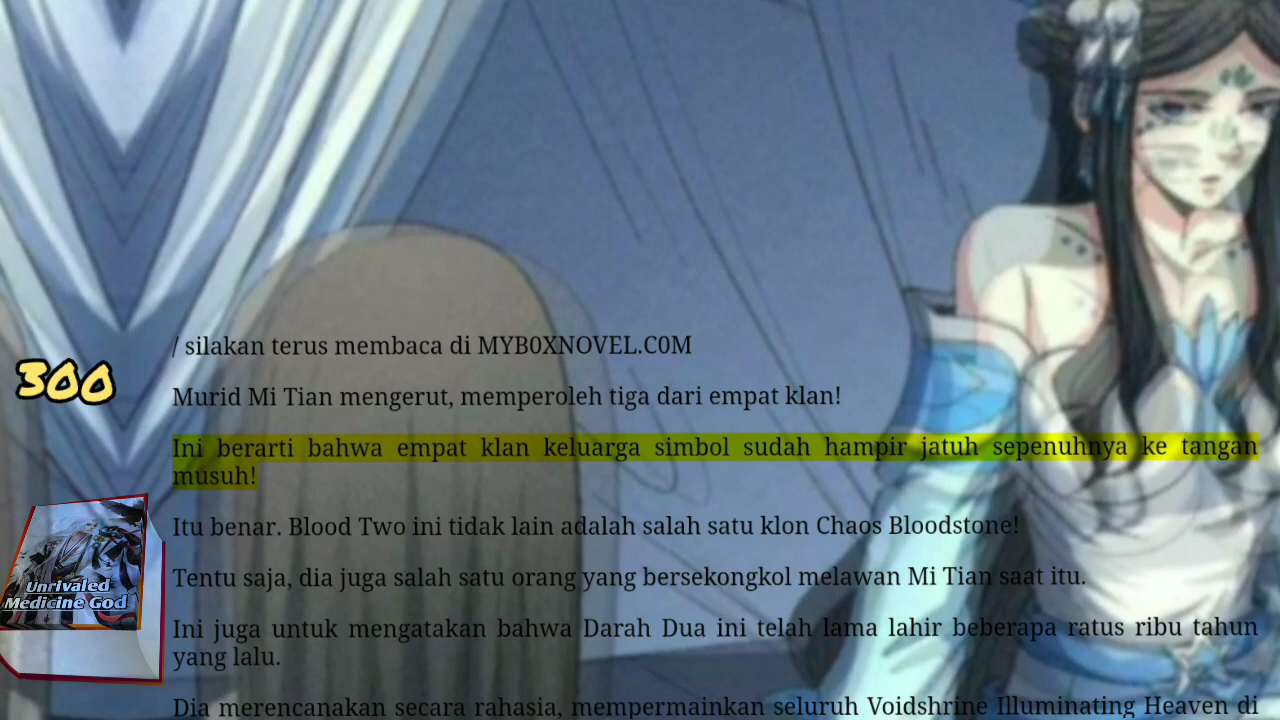 / silakan terus membaca di MYB0XNOVEL.C0M
300
Murid Mi Tian mengerut, memperoleh tiga dari empat klan!
Ini berarti bahwa empat klan keluarga simbol sudah hampir jatuh sepenuhnya ke tangan
musuh!
Itu benar. Blood Two ini tidak lain adalah salah satu klon Chaos Bloodstone!
Unrivaled
Medicine God
Tentu saja, dia juga salah satu orang yang bersekongkol melawan Mi Tian saat itu.
Ini juga untuk mengatakan bahwa Darah Dua ini telah lama lahir beberapa ratus ribu tahun
yang lalu.
Dia merencanakan secara rahasia, mempermainkan seluruh Voidshrine Illuminating Heaven di